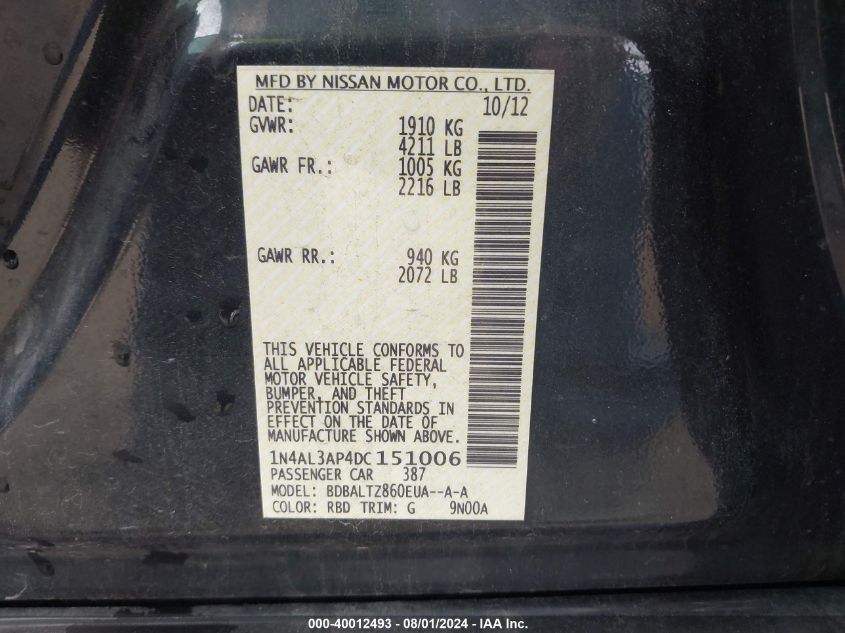 MFD BY NISSAN MOTOR CO., LTD.
DATE: 10/12
GVWR: 1910 KG
4211 LB
GAWR FR.: 1005 KG
2216 LB
GAWR RR.: 940 KG
2072 LB
THIS VEHICLE CONFORMS TO
ALL APPLICABLE FEDERAL
MOTOR VEHICLE SAFETY,
BUMPER, AND THEFT
PREVENTION STANDARDS IN
EFFECT ON THE DATE OF
MANUFACTURE SHOWN ABOVE.
1N4AL3AP4DC151006
PASSENGER CAR 387
MODEL: BDBALTZ860EUA--A-A
COLOR: RBD TRIM: G 9N00A
000-40012493 - 08/01/2024 - IAA Inc.